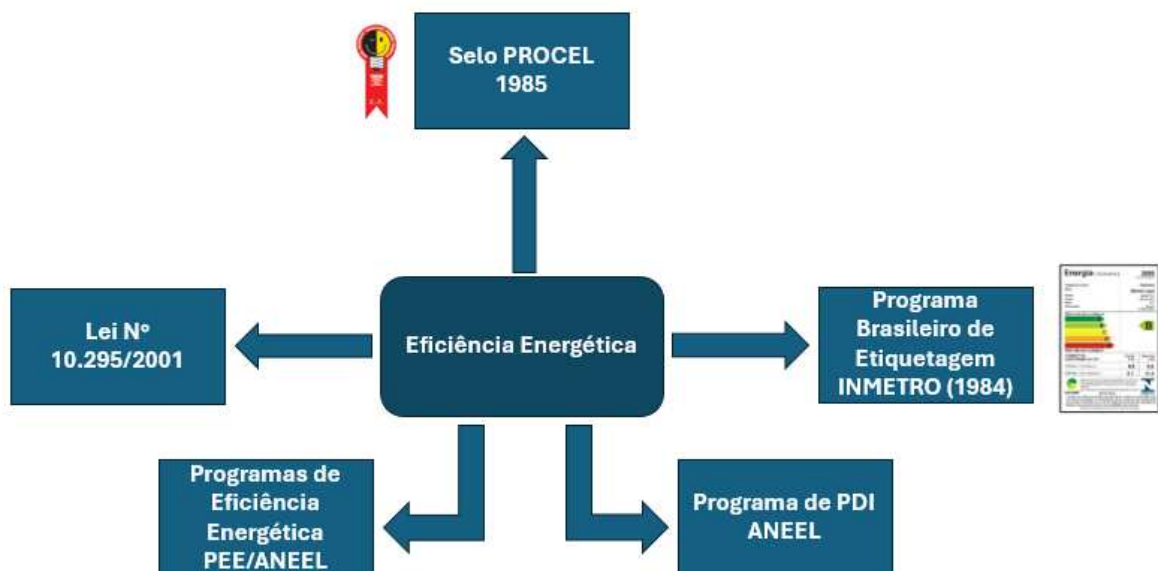 Selo PROCEL
1985
Eficiência Energética
Lei Nº
10.295/2001
Programa
Brasileiro de
Etiquetagem
INMETRO (1984)
Energia
Programas de
Eficiência
Energética
PEE/ANEEL
Programa de PDI
ANEEL